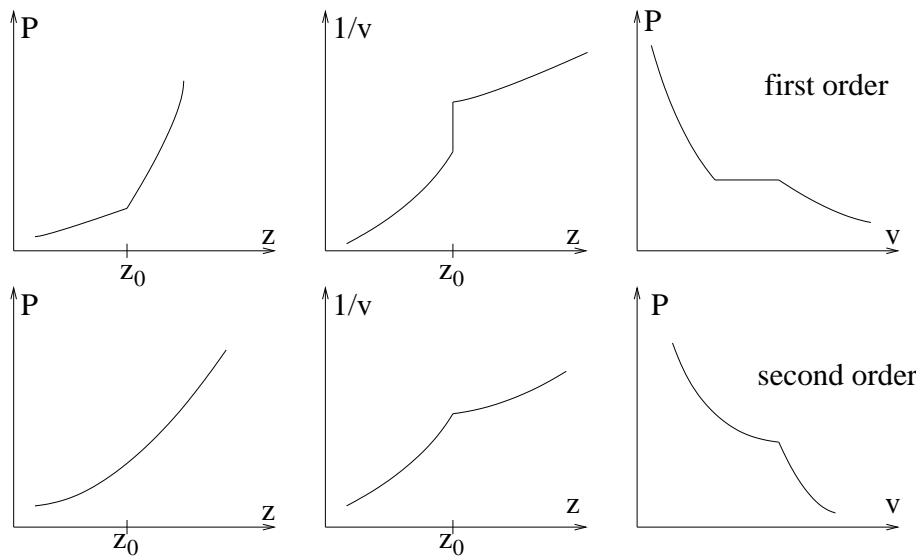 P
z
z₀
1/v
z
z₀
P
first order
v
P
z
z₀
1/v
z
z₀
P
second order
v